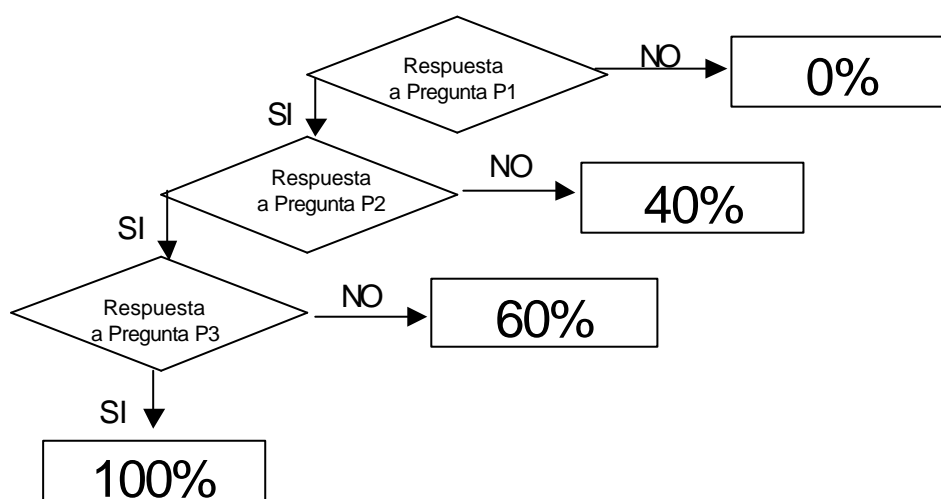 Respuesta
a Pregunta P1
NO
0%
SI
Respuesta
a Pregunta P2
NO
40%
SI
Respuesta
a Pregunta P3
NO
60%
SI
100%